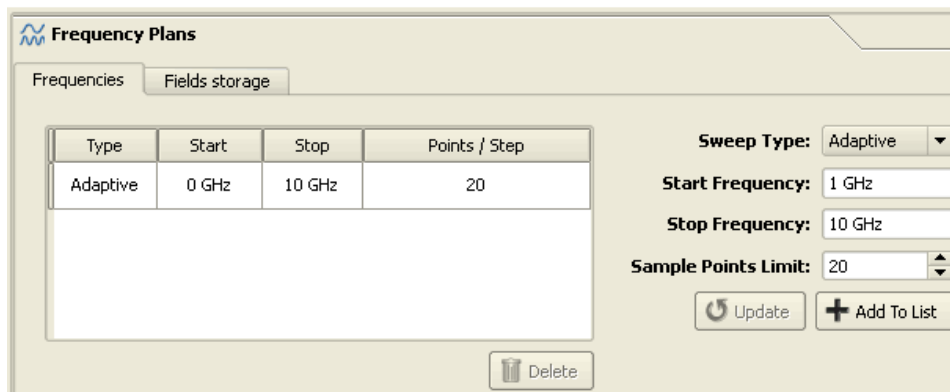 Frequency Plans
Frequencies Fields storage
Type Start Stop Points / Step
Adaptive 0 GHz 10 GHz 20
Sweep Type: Adaptive
Start Frequency: 1 GHz
Stop Frequency: 10 GHz
Sample Points Limit: 20
Update Add To List
Delete